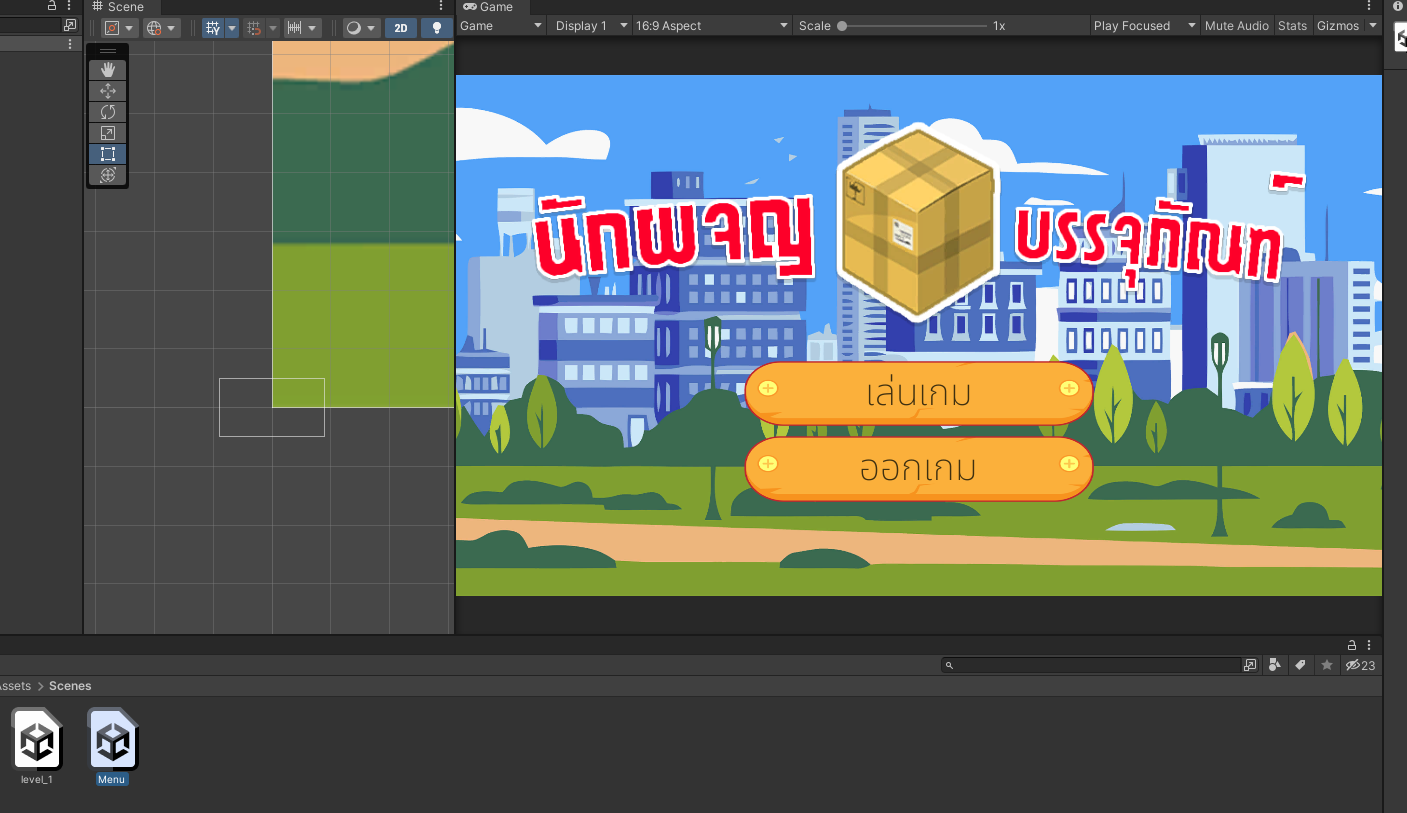 Scene
Game
Game Display 1 16:9 Aspect Scale 1x Play Focused Mute Audio Stats Gizmos
2D
นักผจญ บรรจุภัณฑ์
เล่นเกม
ออกเกม
23
Assets > Scenes
level_1 Menu